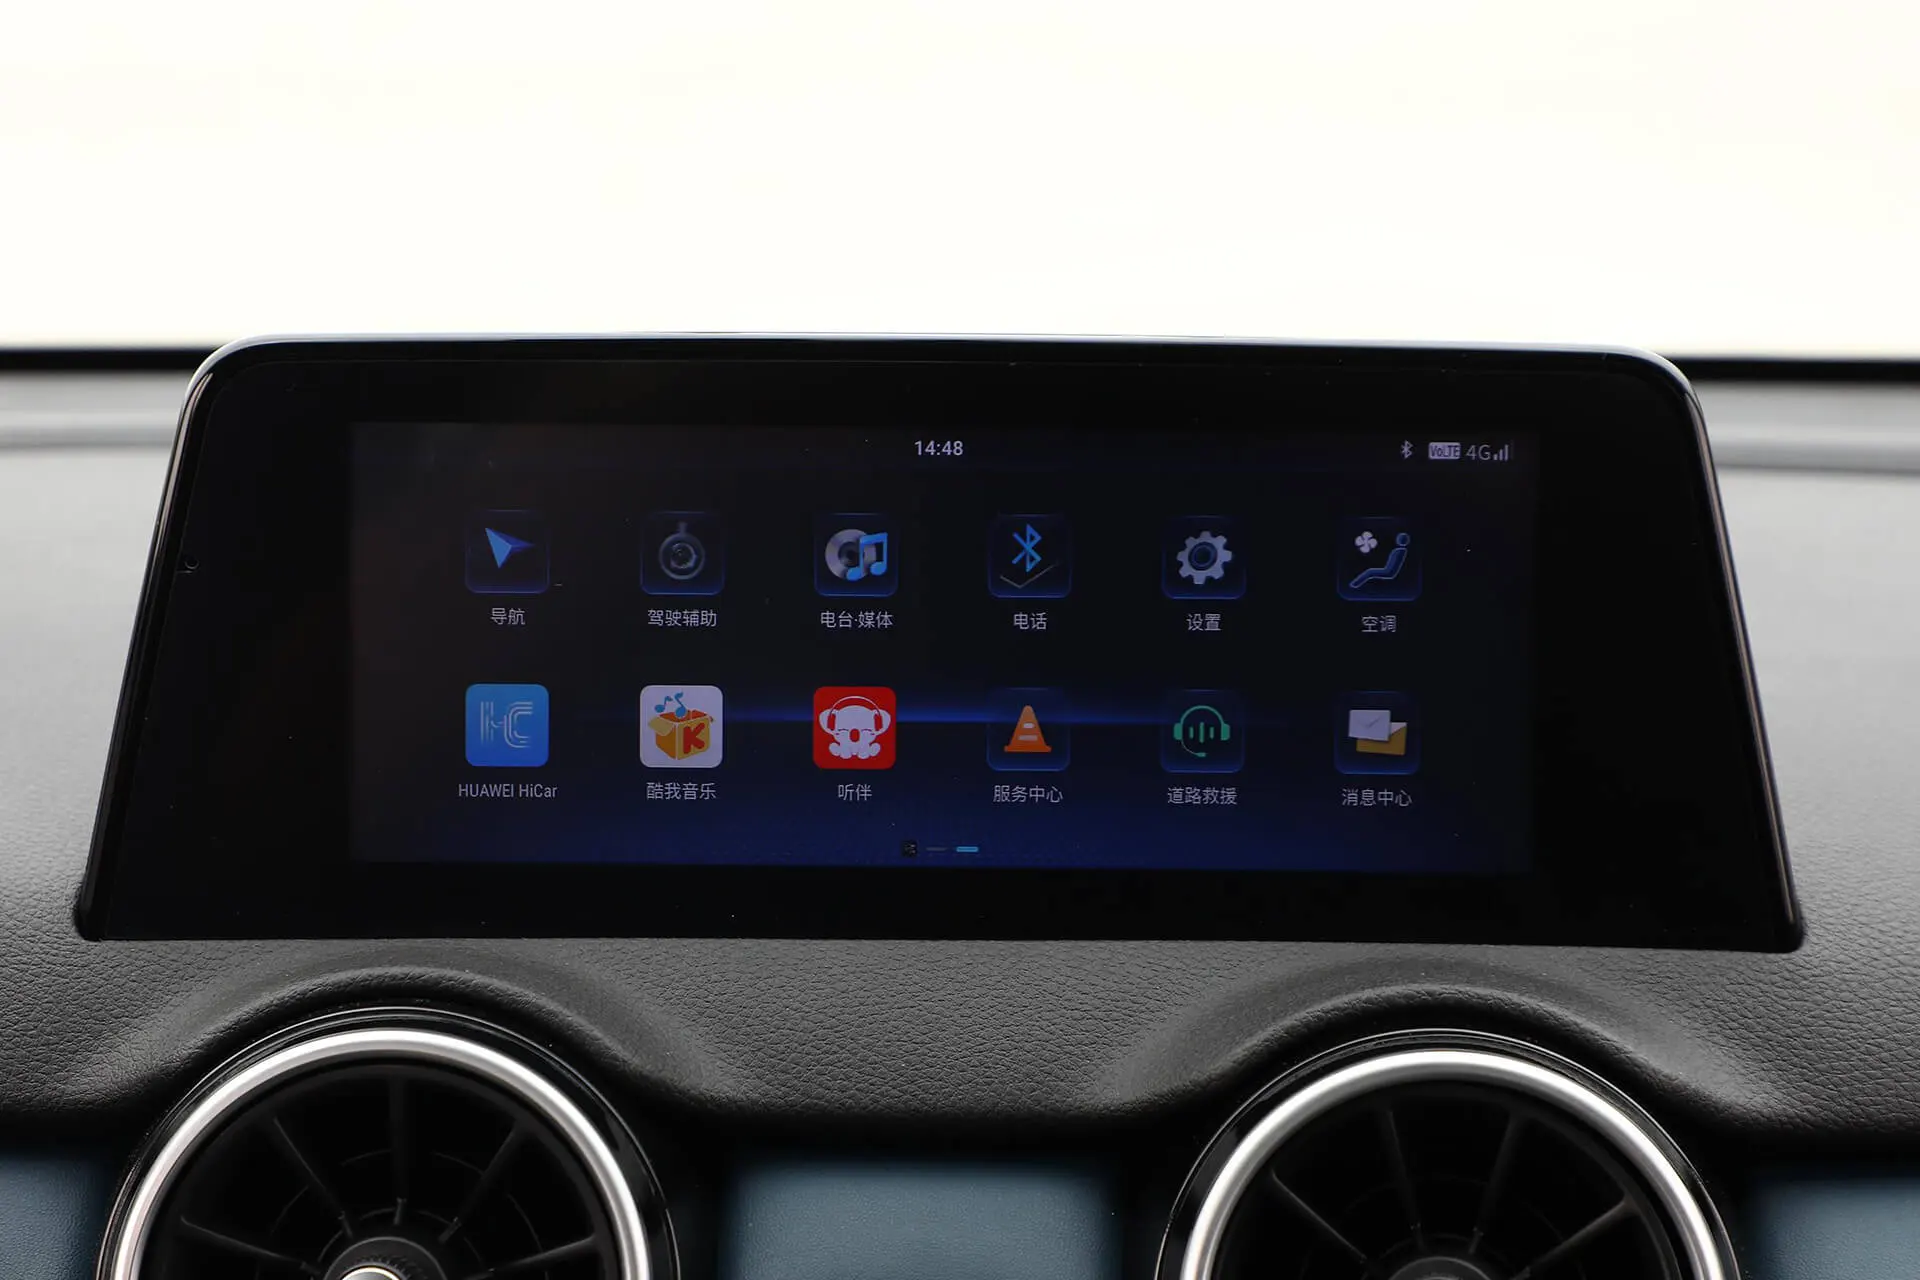 14:48
VoLTE 4G
导航
驾驶辅助
电台·媒体
电话
设置
空调
HC
K
HUAWEI HiCar
酷我音乐
听伴
服务中心
道路救援
消息中心